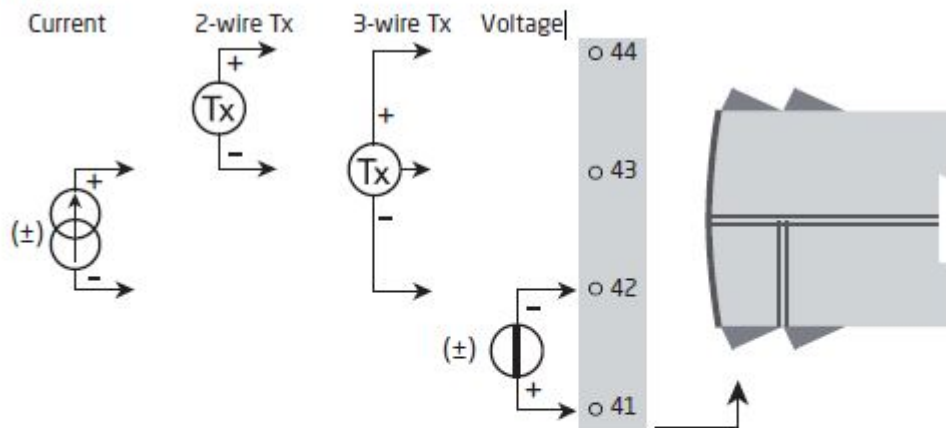 Current 2-wire Tx 3-wire Tx Voltage
+ 44
Tx +
- 43
+ Tx
(±) -
- 42
-
(±)
+ 41